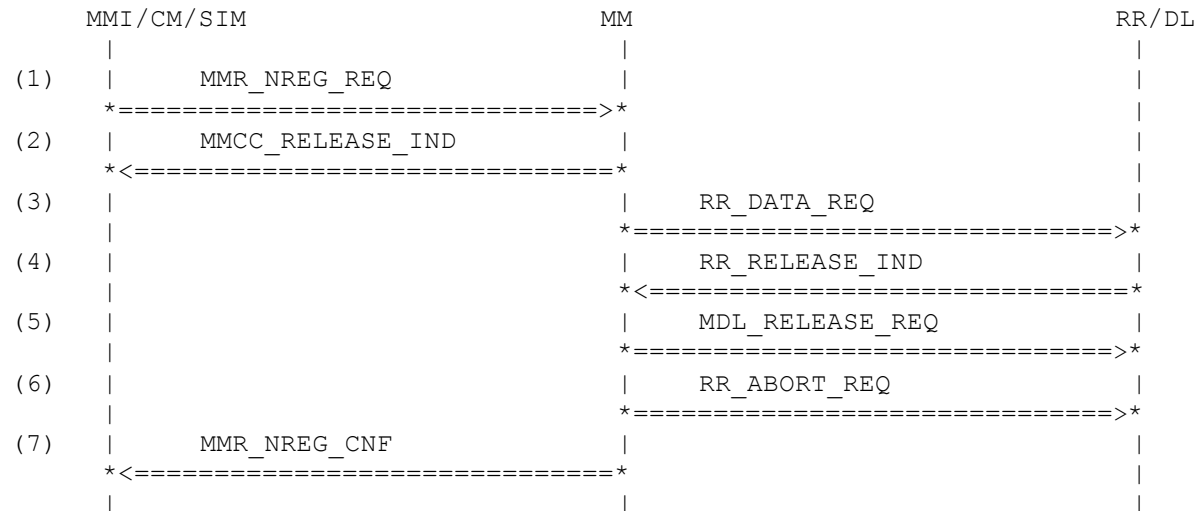 MMI/CM/SIM MM RR/DL
(1) MMR_NREG_REQ
(2) MMCC_RELEASE_IND
(3) RR_DATA_REQ
(4) RR_RELEASE_IND
(5) MDL_RELEASE_REQ
(6) RR_ABORT_REQ
(7) MMR_NREG_CNF